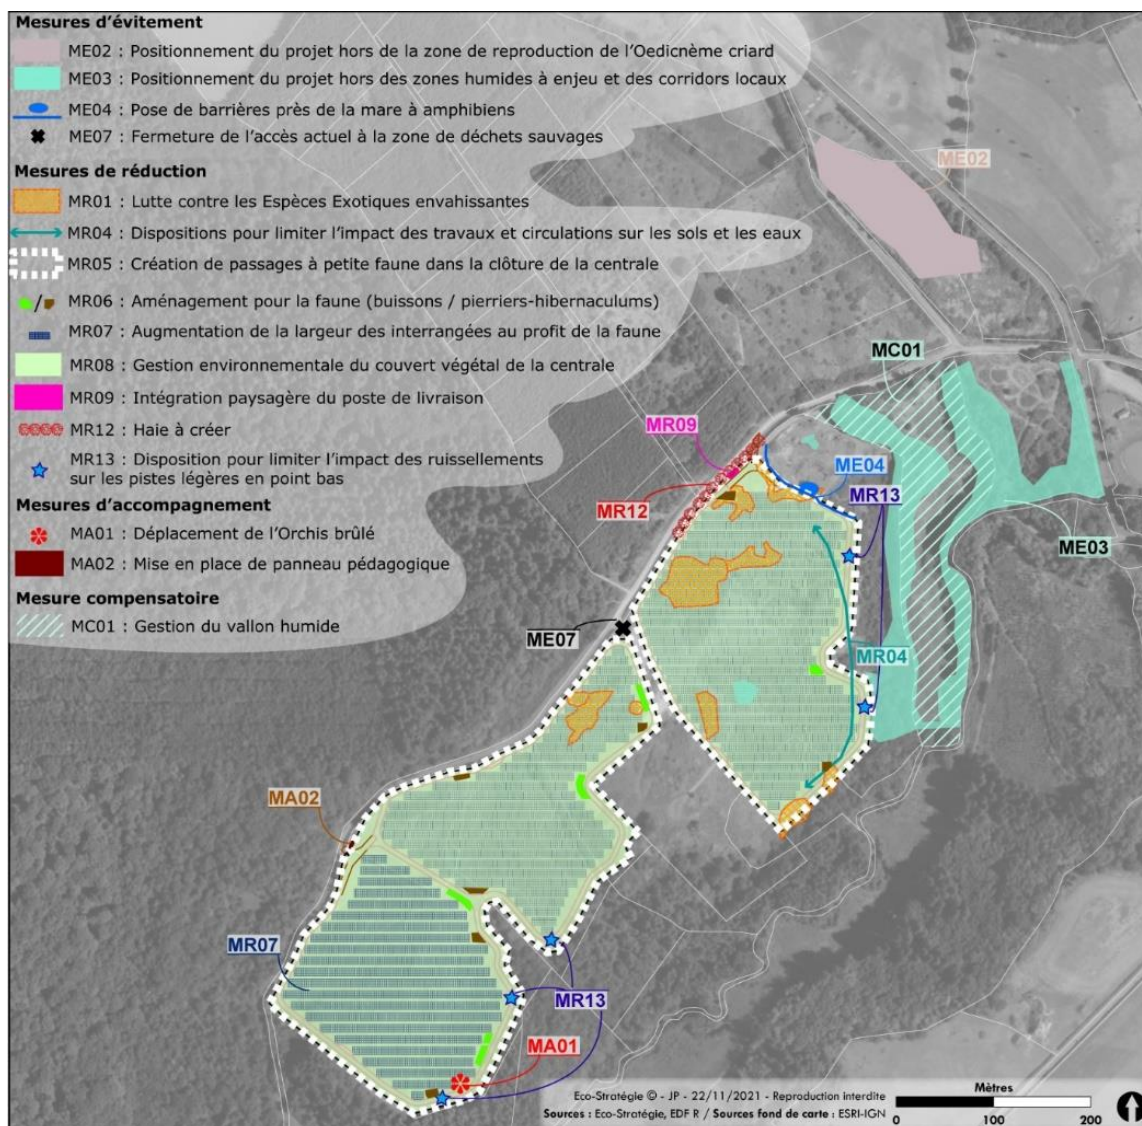 Mesures d'évitement
ME02 : Positionnement du projet hors de la zone de reproduction de l'Oedicnème criard
ME03 : Positionnement du projet hors des zones humides à enjeu et des corridors locaux
ME04 : Pose de barrières près de la mare à amphibiens
ME07 : Fermeture de l'accès actuel à la zone de déchets sauvages
Mesures de réduction
MR01 : Lutte contre les Espèces Exotiques envahissantes
MR04 : Dispositions pour limiter l'impact des travaux et circulations sur les sols et les eaux
MR05 : Création de passages à petite faune dans la clôture de la centrale
/ MR06 : Aménagement pour la faune (buissons / pierriers-hibernaculums)
MR07 : Augmentation de la largeur des interrangées au profit de la faune
MR08 : Gestion environnementale du couvert végétal de la centrale
MR09 : Intégration paysagère du poste de livraison
MR12 : Haie à créer
MR13 : Disposition pour limiter l'impact des ruissellements
sur les pistes légères en point bas
Mesures d'accompagnement
MA01 : Déplacement de l'Orchis brûlé
MA02 : Mise en place de panneau pédagogique
Mesure compensatoire
MC01 : Gestion du vallon humide
ME02
MC01
MR09
ME04
MR13
MR12
ME03
ME07
MR04
MA02
MR07
MR13
MA01
Eco-Stratégie © - JP - 22/11/2021 - Reproduction interdite
Sources : Eco-Stratégie, EDF R / Sources fond de carte : ESRI-IGN
Mètres
0 100 200